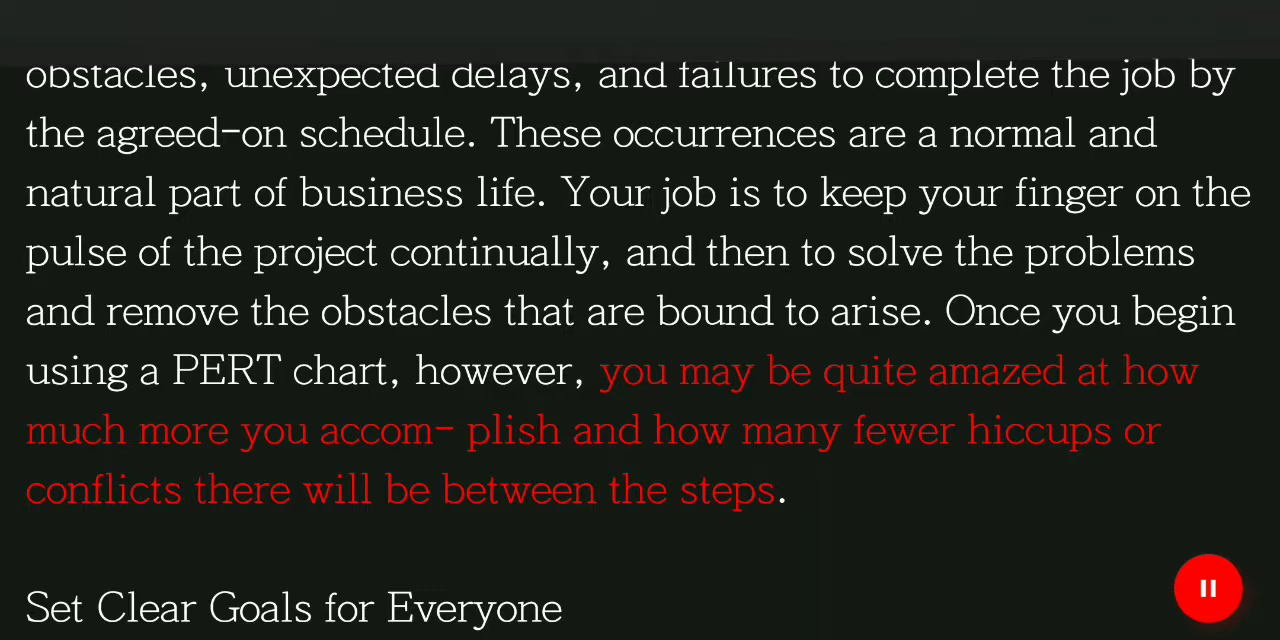 obstacles, unexpected delays, and failures to complete the job by
the agreed-on schedule. These occurrences are a normal and
natural part of business life. Your job is to keep your finger on the
pulse of the project continually, and then to solve the problems
and remove the obstacles that are bound to arise. Once you begin
using a PERT chart, however, you may be quite amazed at how
much more you accom- plish and how many fewer hiccups or
conflicts there will be between the steps.
Set Clear Goals for Everyone